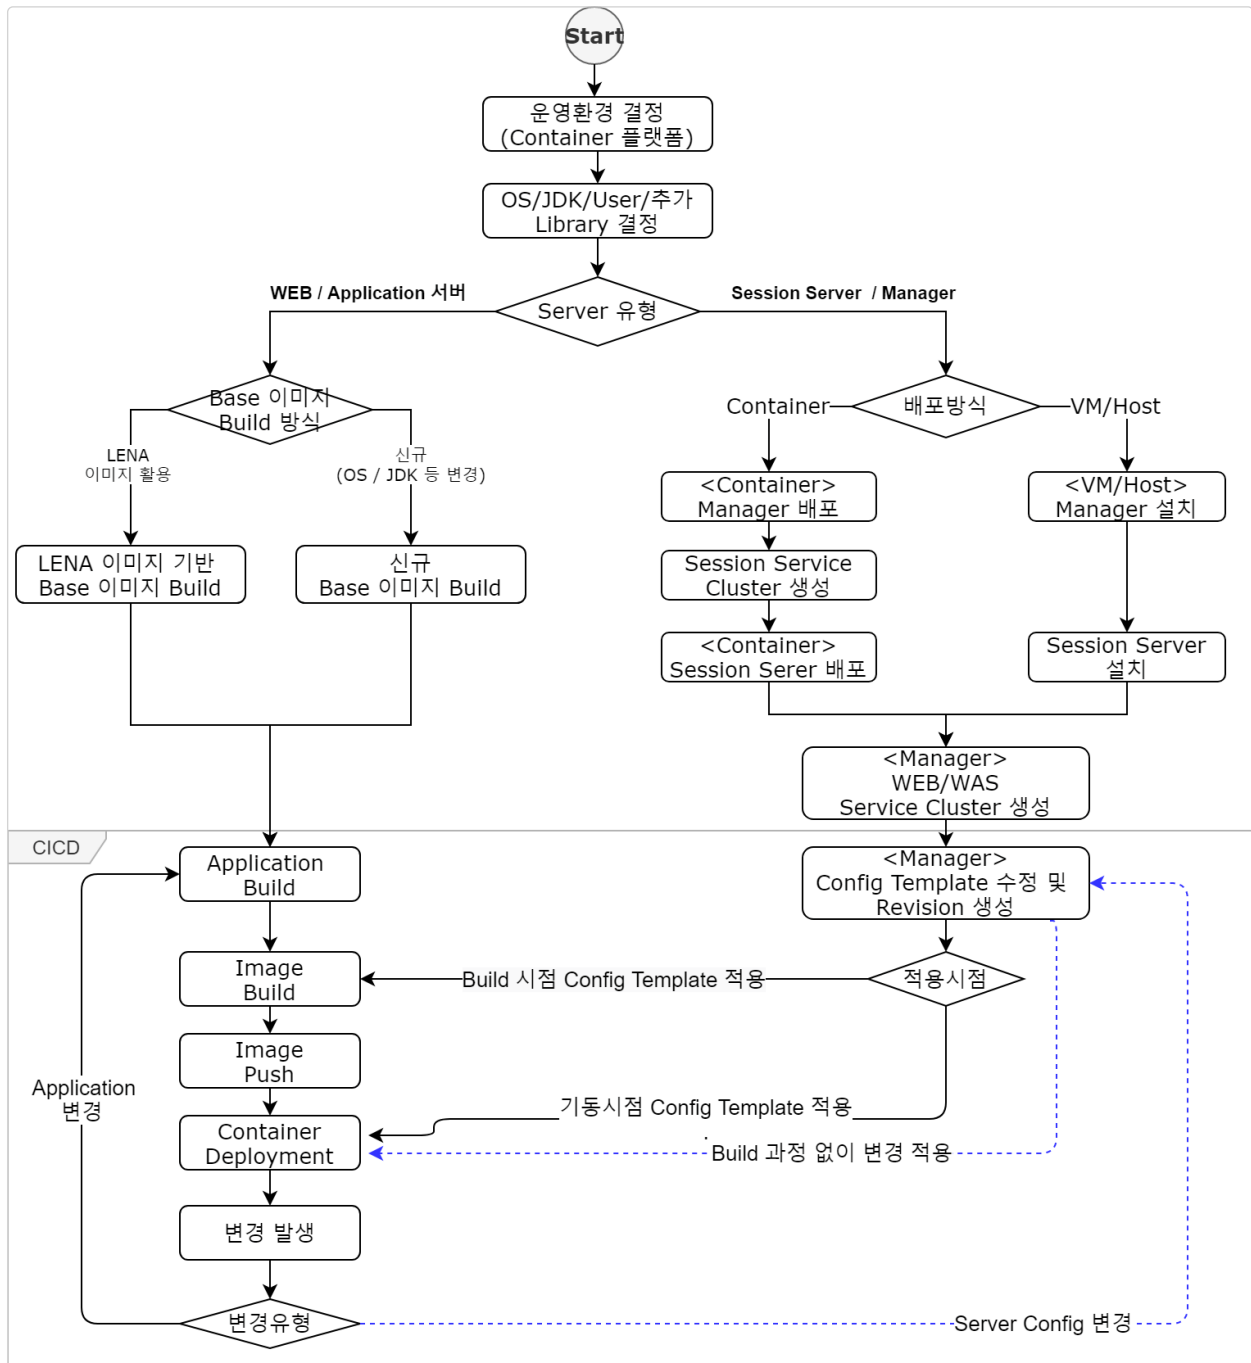 Start
운영환경 결정
(Container 플랫폼)
OS/JDK/User/추가
Library 결정
WEB / Application 서버
Server 유형
Session Server / Manager
Base 이미지
Build 방식
Container
배포방식
VM/Host
LENA
이미지 활용
신규
(OS / JDK 등 변경)
<Container>
Manager 배포
<VM/Host>
Manager 설치
LENA 이미지 기반
Base 이미지 Build
신규
Base 이미지 Build
Session Service
Cluster 생성
<Container>
Session Serer 배포
Session Server
설치
<Manager>
WEB/WAS
Service Cluster 생성
CICD
Application
Build
<Manager>
Config Template 수정 및
Revision 생성
Image
Build
Build 시점 Config Template 적용
적용시점
Image
Push
Application
변경
기동시점 Config Template 적용
Container
Deployment
.
Build 과정 없이 변경 적용
변경 발생
변경유형
Server Config 변경